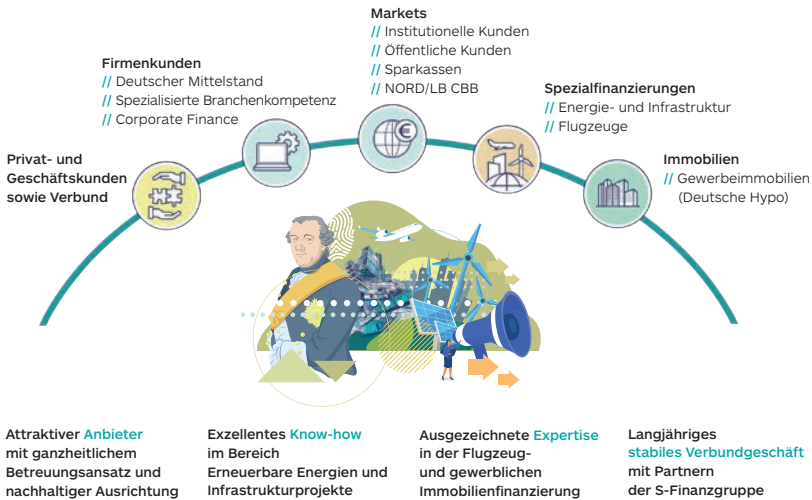 Markets
// Institutionelle Kunden
// Öffentliche Kunden
// Sparkassen
// NORD/LB CBB
Firmenkunden
// Deutscher Mittelstand
// Spezialisierte Branchenkompetenz
// Corporate Finance
Spezialfinanzierungen
// Energie- und Infrastruktur
// Flugzeuge
Privat- und
Geschäftskunden
sowie Verbund
Immobilien
// Gewerbeimmobilien
(Deutsche Hypo)
Attraktiver Anbieter
mit ganzheitlichem
Betreuungsansatz und
nachhaltiger Ausrichtung
Exzellentes Know-how
im Bereich
Erneuerbare Energien und
Infrastrukturprojekte
Ausgezeichnete Expertise
in der Flugzeug-
und gewerblichen
Immobilienfinanzierung
Langjähriges
stabiles Verbundgeschäft
mit Partnern
der S-Finanzgruppe